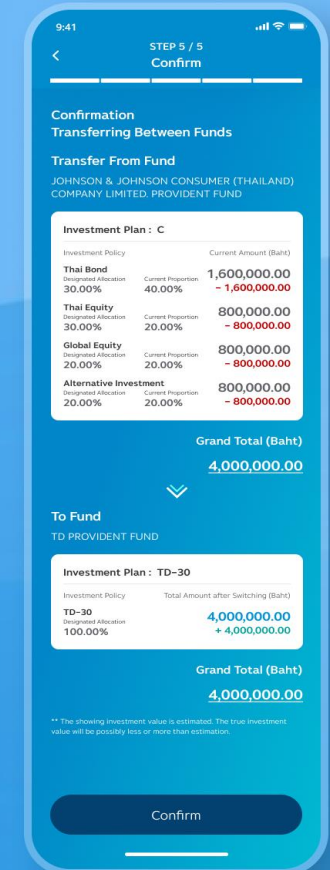 9:41
STEP 5 / 5
Confirm
Confirmation
Transferring Between Funds
Transfer From Fund
JOHNSON & JOHNSON CONSUMER (THAILAND)
COMPANY LIMITED. PROVIDENT FUND
Investment Plan : C
Investment Policy Current Amount (Baht)
Thai Bond
Designated Allocation Current Proportion 1,600,000.00
30.00% 40.00% - 1,600,000.00
Thai Equity
Designated Allocation Current Proportion 800,000.00
30.00% 20.00% - 800,000.00
Global Equity
Designated Allocation Current Proportion 800,000.00
20.00% 20.00% - 800,000.00
Alternative Investment
Designated Allocation Current Proportion 800,000.00
20.00% 20.00% - 800,000.00
Grand Total (Baht)
4,000,000.00
To Fund
TD PROVIDENT FUND
Investment Plan : TD-30
Investment Policy Total Amount after Switching (Baht)
TD-30
Designated Allocation 4,000,000.00
100.00% + 4,000,000.00
Grand Total (Baht)
4,000,000.00
** The showing investment value is estimated. The true investment
value will be possibly less or more than estimation.
Confirm